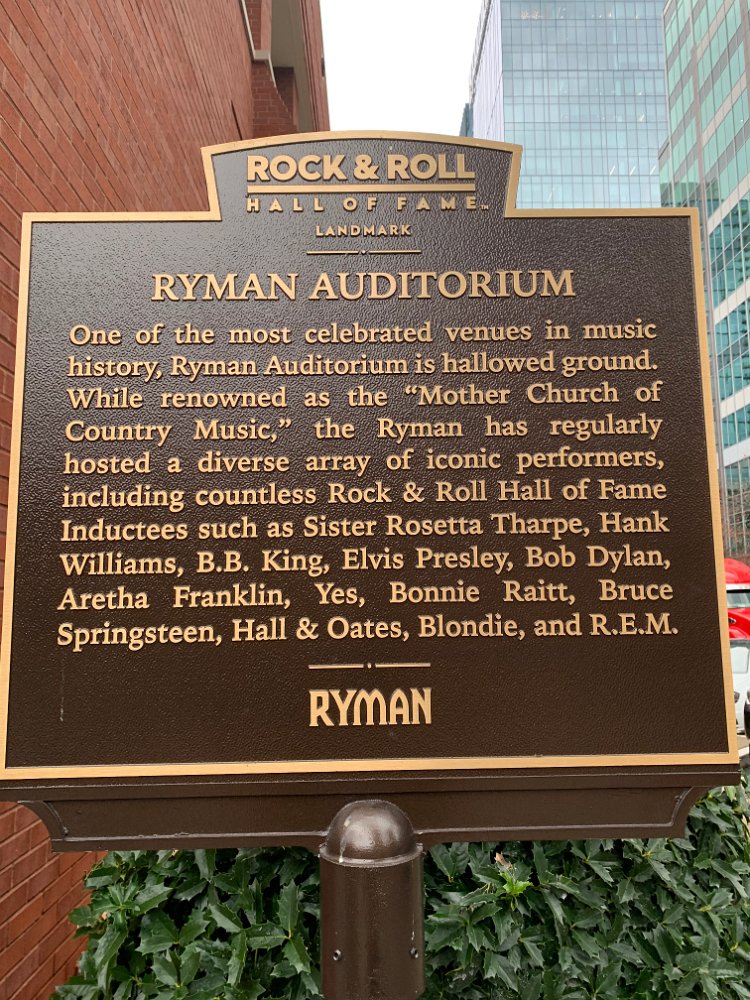 ROCK & ROLL
HALL OF FAME™
LANDMARK
RYMAN AUDITORIUM
One of the most celebrated venues in music
history, Ryman Auditorium is hallowed ground.
While renowned as the “Mother Church of
Country Music,” the Ryman has regularly
hosted a diverse array of iconic performers,
including countless Rock & Roll Hall of Fame
Inductees such as Sister Rosetta Tharpe, Hank
Williams, B.B. King, Elvis Presley, Bob Dylan,
Aretha Franklin, Yes, Bonnie Raitt, Bruce
Springsteen, Hall & Oates, Blondie, and R.E.M.
RYMAN